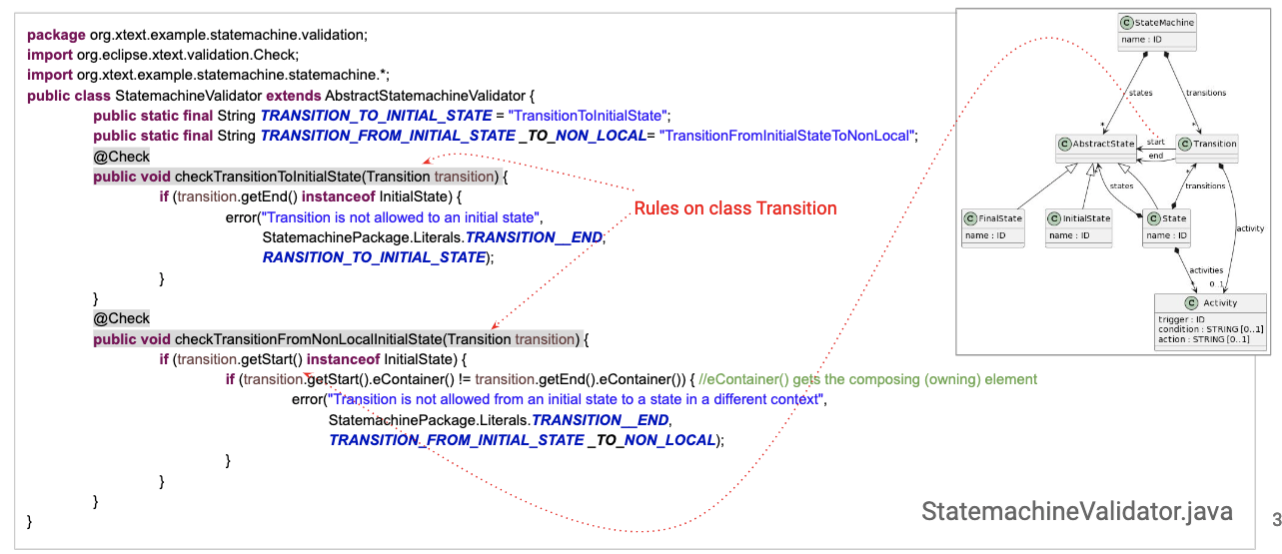 package org.xtext.example.statemachine.validation;
import org.eclipse.xtext.validation.Check;
import org.xtext.example.statemachine.statemachine.*;
public class StatemachineValidator extends AbstractStatemachineValidator {
public static final String TRANSITION_TO_INITIAL_STATE = "TransitionToInitialState";
public static final String TRANSITION_FROM_INITIAL_STATE _TO_NON_LOCAL= "TransitionFromInitialStateToNonLocal";
@Check
public void checkTransitionToInitialState(Transition transition) {
if (transition.getEnd() instanceof InitialState) {
error("Transition is not allowed to an initial state",
StatemachinePackage.Literals.TRANSITION__END,
RANSITION_TO_INITIAL_STATE);
}
}
@Check
public void checkTransitionFromNonLocalInitialState(Transition transition) {
if (transition.getStart() instanceof InitialState) {
if (transition.getStart().eContainer() != transition.getEnd().eContainer()) { //eContainer() gets the composing (owning) element
error("Transition is not allowed from an initial state to a state in a different context",
StatemachinePackage.Literals.TRANSITION__END,
TRANSITION_FROM_INITIAL_STATE _TO_NON_LOCAL);
}
}
}
}
Rules on class Transition
C StateMachine
name : ID
states
transitions
*
*
C AbstractState
start
end
C Transition
states
transitions
C FinalState
name : ID
C InitialState
name : ID
C State
name : ID
activity
activities
0..1
C Activity
trigger : ID
condition : STRING [0..1]
action : STRING [0..1]
StatemachineValidator.java
3